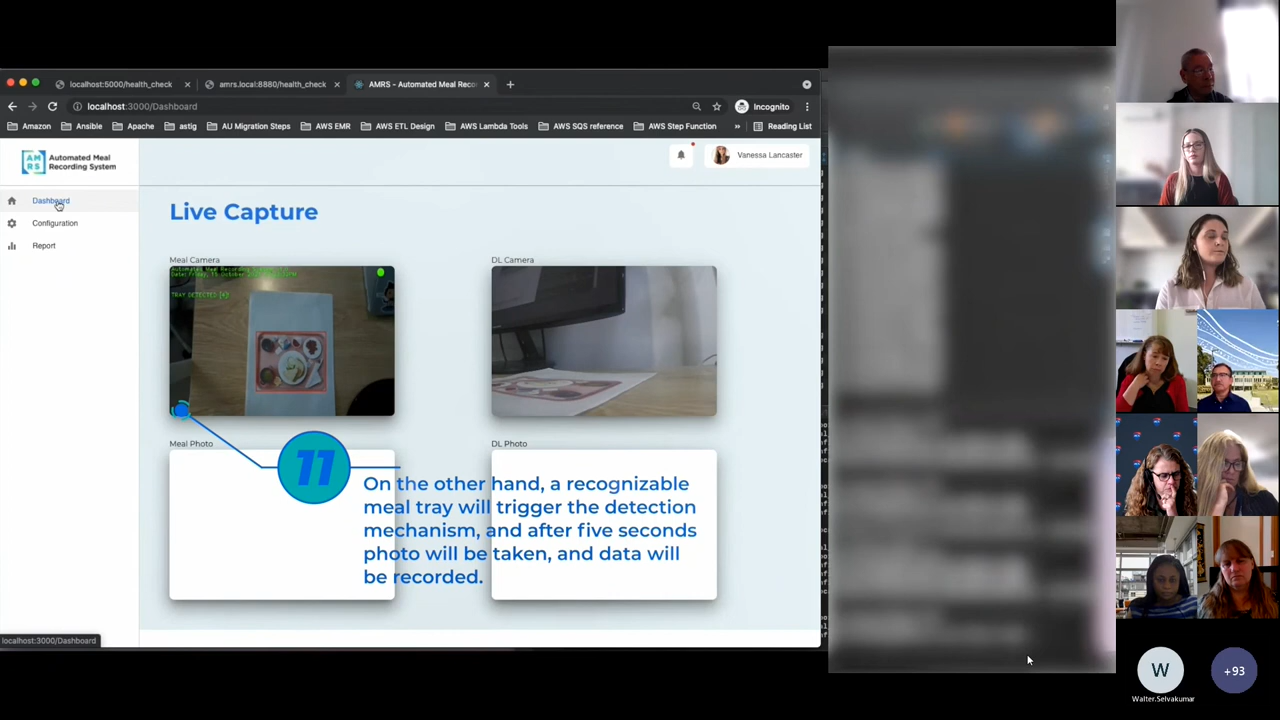 localhost:5000/health_check
amrs.local:8880/health_check
AMRS - Automated Meal Reco
localhost:3000/Dashboard
Incognito
Amazon
Ansible
Apache
astig
AU Migration Steps
AWS EMR
AWS ETL Design
AWS Lambda Tools
AWS SQS reference
AWS Step Function
»
Reading List
AM
RS
Automated Meal
Recording System
Vanessa Lancaster
Dashboard
Configuration
Report
Live Capture
Meal Camera
DL Camera
TRAY DETECTED [+]
Meal Photo
DL Photo
11
On the other hand, a recognizable
meal tray will trigger the detection
mechanism, and after five seconds
photo will be taken, and data will
be recorded.
localhost:3000/Dashboard
W
Walter.Selvakumar
+93